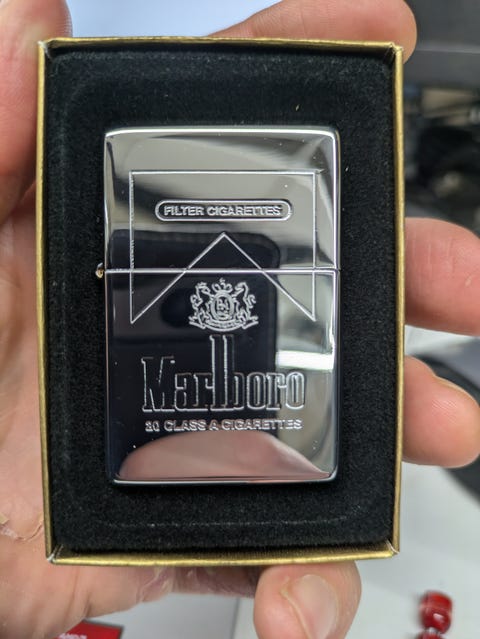 FILTER CIGARETTES
Marlboro
20 CLASS A CIGARETTES